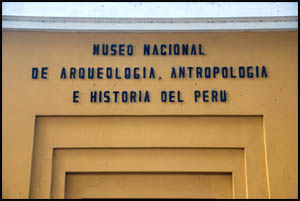 MUSEO NACIONAL
DE ARQUEOLOGIA, ANTROPOLOGIA
E HISTORIA DEL PERU